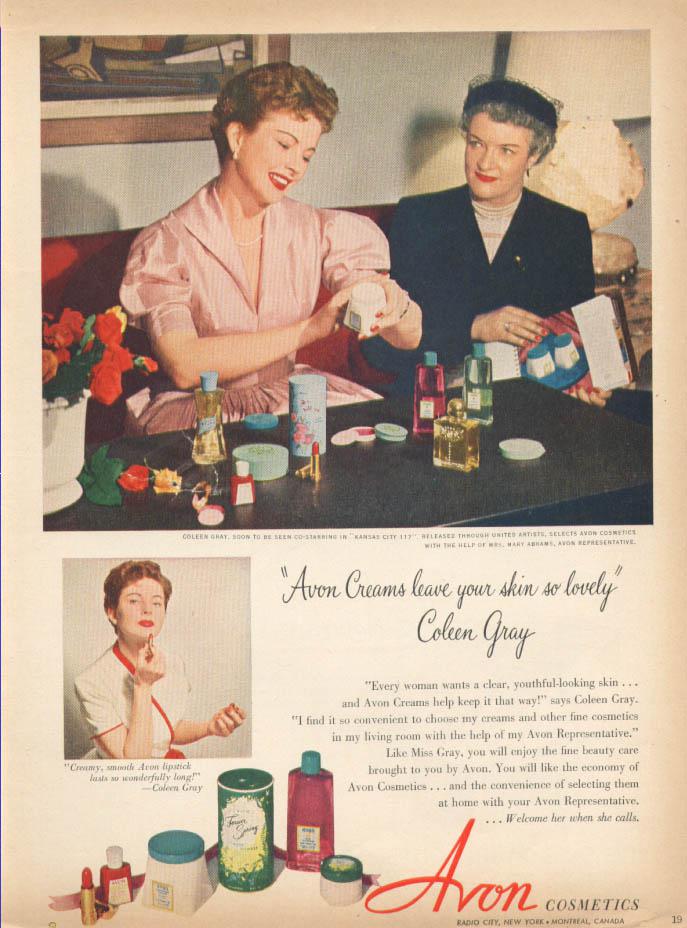 COLEEN GRAY, SOON TO BE SEEN CO-STARRING IN "KANSAS CITY 117". RELEASED THROUGH UNITED ARTISTS, SELECTS AVON COSMETICS
WITH THE HELP OF MRS. MARY ABRAMS, AVON REPRESENTATIVE.
"Avon Creams leave your skin so lovely"
Coleen Gray
"Every woman wants a clear, youthful-looking skin . . .
and Avon Creams help keep it that way!" says Coleen Gray.
"I find it so convenient to choose my creams and other fine cosmetics
in my living room with the help of my Avon Representative."
Like Miss Gray, you will enjoy the fine beauty care
brought to you by Avon. You will like the economy of
Avon Cosmetics . . . and the convenience of selecting them
at home with your Avon Representative.
. . . Welcome her when she calls.
"Creamy, smooth Avon lipstick
lasts so wonderfully long!"
—Coleen Gray
Forever
Spring
Avon COSMETICS
RADIO CITY, NEW YORK • MONTREAL, CANADA
19